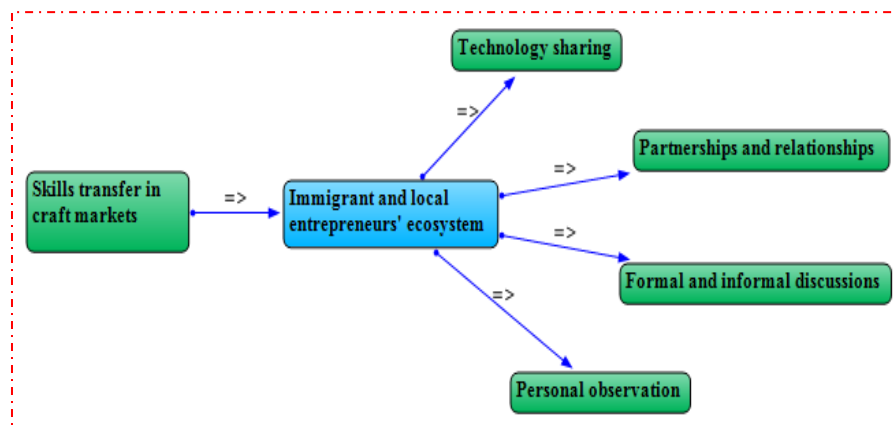 Technology sharing
=>
Partnerships and relationships
=>
Skills transfer in
craft markets
=>
Immigrant and local
entrepreneurs' ecosystem
=>
Formal and informal discussions
=>
Personal observation